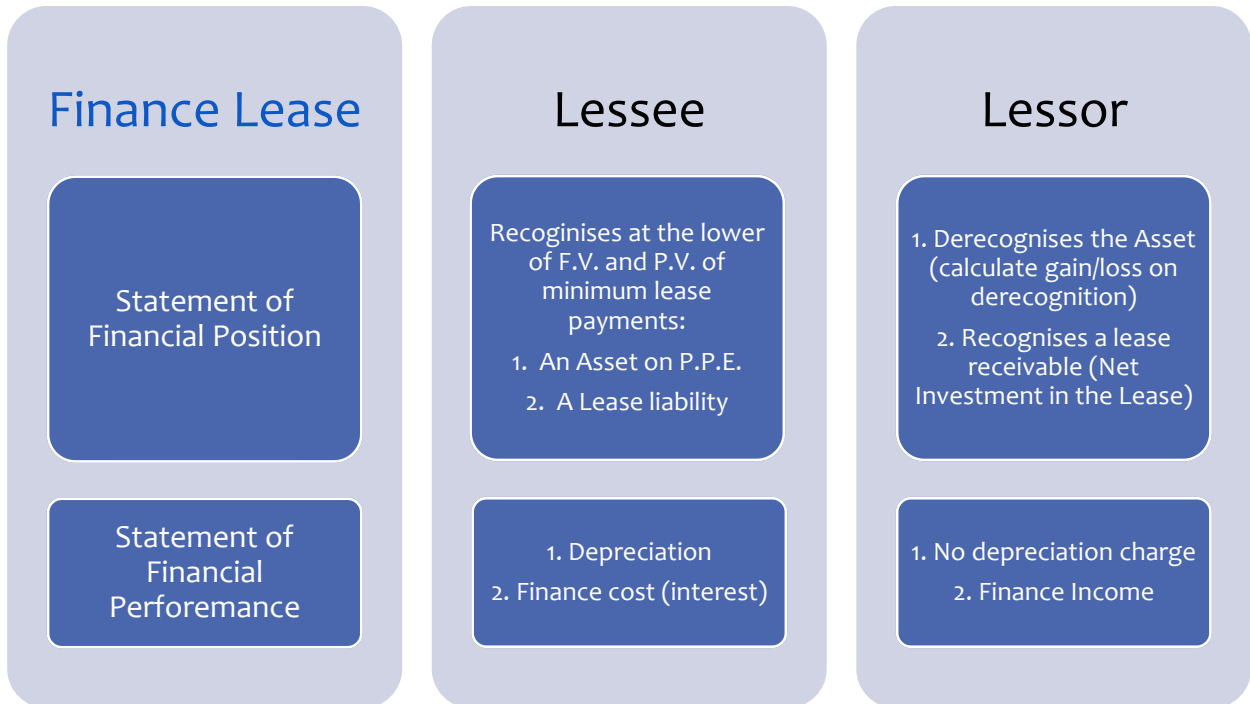 Finance Lease
Statement of
Financial Position
Statement of
Financial
Perforemance
Lessee
Recoginises at the lower
of F.V. and P.V. of
minimum lease
payments:
1. An Asset on P.P.E.
2. A Lease liability
1. Depreciation
2. Finance cost (interest)
Lessor
1. Derecognises the Asset
(calculate gain/loss on
derecognition)
2. Recognises a lease
receivable (Net
Investment in the Lease)
1. No depreciation charge
2. Finance Income